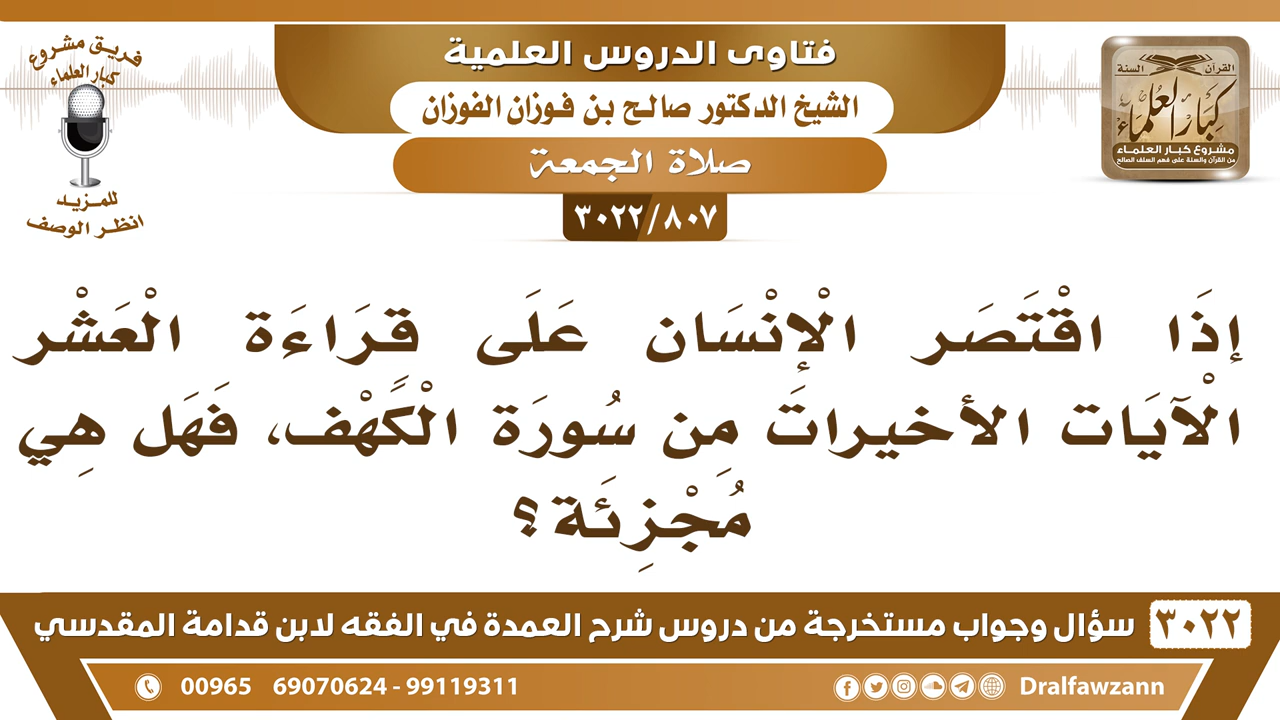 فتاوى الدروس العلمية
الشيخ الدكتور صالح بن فوزان الفوزان
صلاة الجمعة
٣٠٢٢/٨٠٧
القرآن السنة
كبار العلماء
مشروع كبار العلماء
من القرآن والسنة على فهم السلف الصالح
فريق مشروع
كبار العلماء
للمزيد
انظر الوصف
إِذَا اقْتَصَر الْإِنْسَان عَلَى قرَاءَة الْعَشْر
الْآيَات الأخيراتَ من سُورَة الْكَهْف، فَهَل هِي
مُجْزِئَة؟
٣٠٢٢
سؤال وجواب مستخرجة من دروس شرح العمدة في الفقه لابن قدامة المقدسي
00965 69070624 - 99119311
Dralfawzann